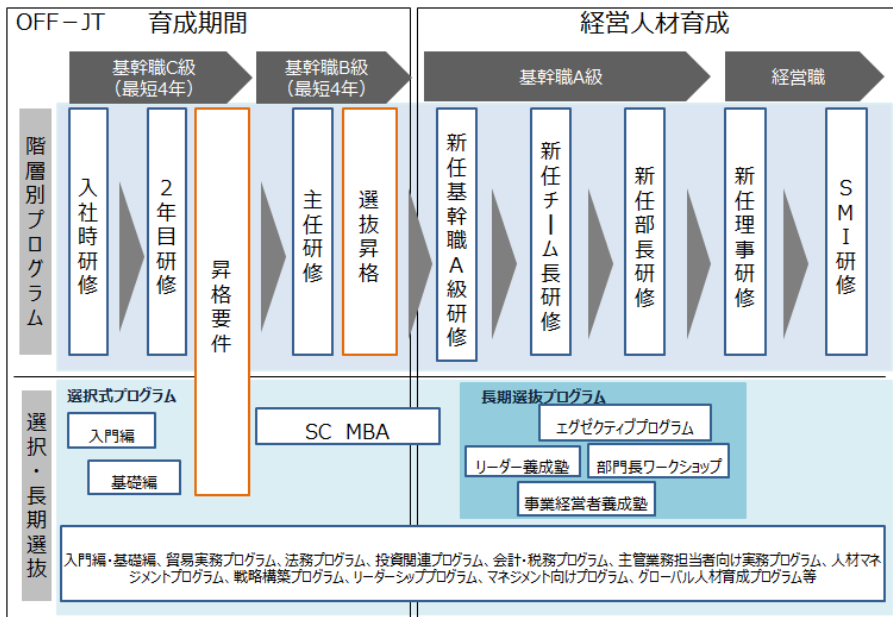 OFF－JT 育成期間
経営人材育成
基幹職C級
（最短4年）
基幹職B級
（最短4年）
基幹職A級
経営職
階層別プログラム
入社時研修
２年目研修
昇格要件
主任研修
選抜昇格
新任基幹職A級研修
新任チーム長研修
新任部長研修
新任理事研修
ＳＭＩ研修
選択・長期選抜
選択式プログラム
入門編
基礎編
SC MBA
長期選抜プログラム
エグゼクティブプログラム
リーダー養成塾
部門長ワークショップ
事業経営者養成塾
入門編・基礎編、貿易実務プログラム、法務プログラム、投資関連プログラム、会計・税務プログラム、主管業務担当者向け実務プログラム、人材マネ
ジメントプログラム、戦略構築プログラム、リーダーシッププログラム、マネジメント向けプログラム、グローバル人材育成プログラム等